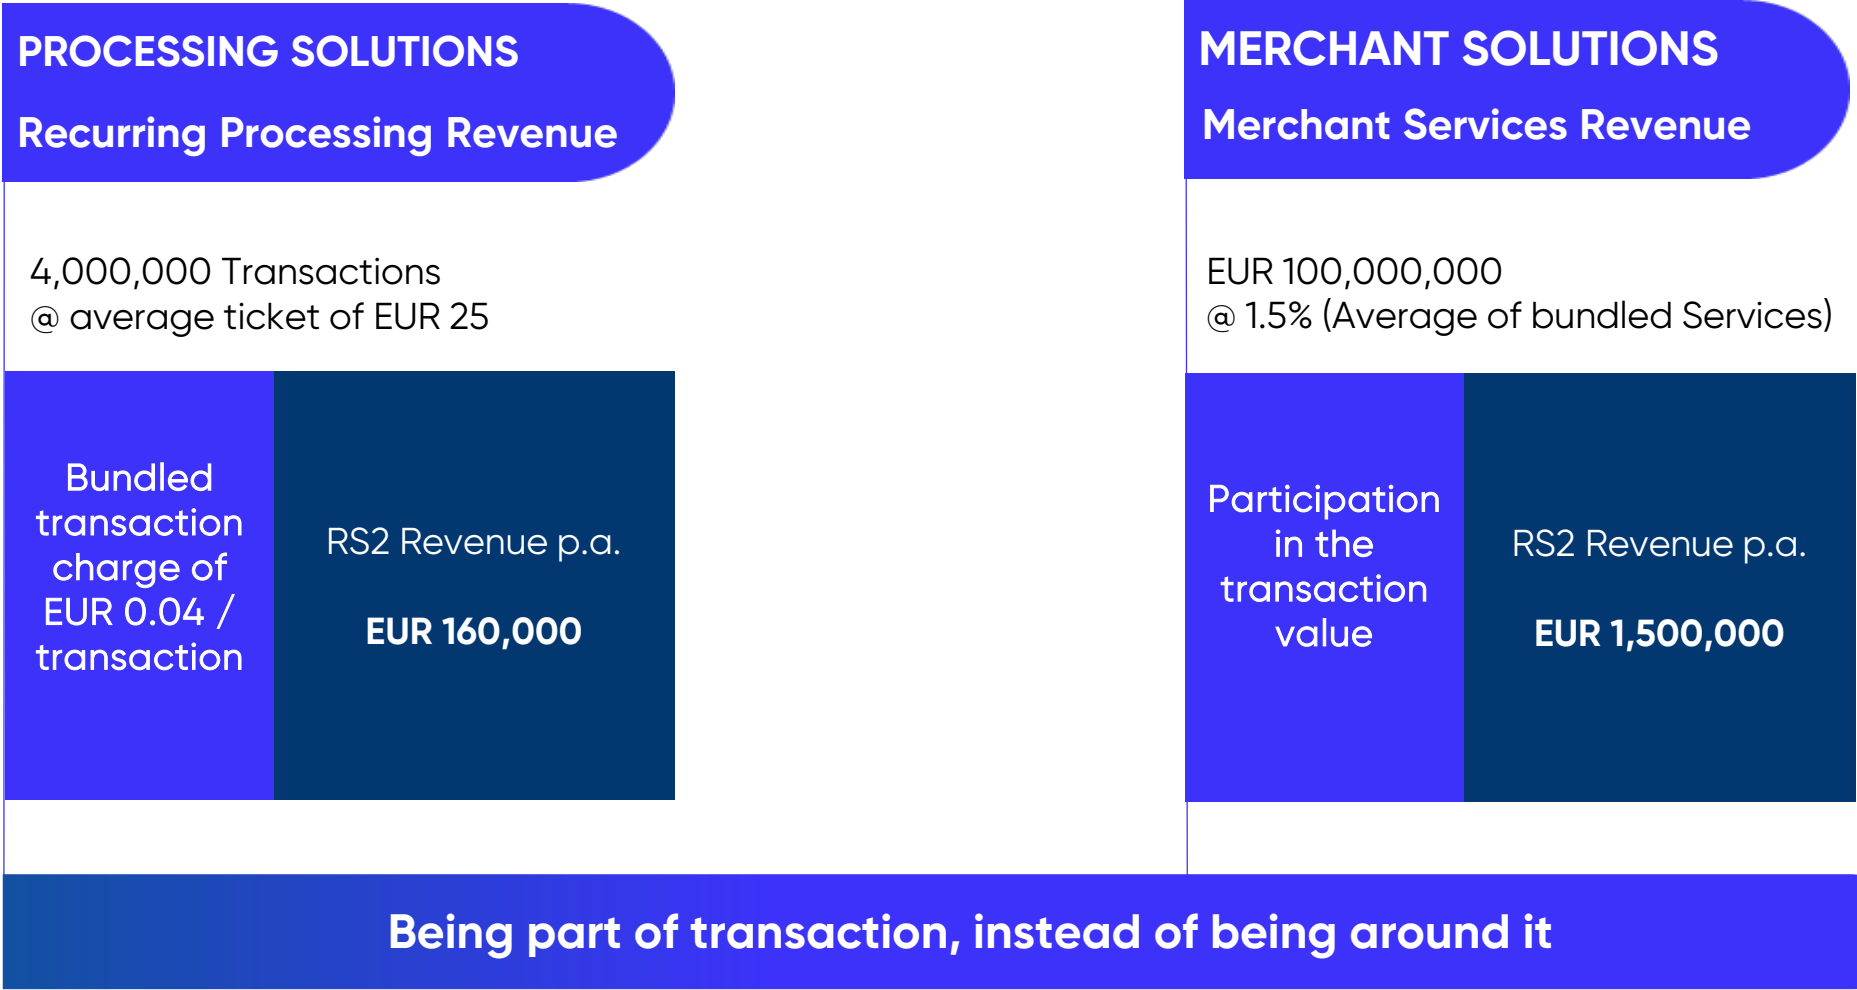 PROCESSING SOLUTIONS
Recurring Processing Revenue
4,000,000 Transactions
@ average ticket of EUR 25
Bundled
transaction
charge of
EUR 0.04 /
transaction
RS2 Revenue p.a.
EUR 160,000
MERCHANT SOLUTIONS
Merchant Services Revenue
EUR 100,000,000
@ 1.5% (Average of bundled Services)
Participation
in the
transaction
value
RS2 Revenue p.a.
EUR 1,500,000
Being part of transaction, instead of being around it